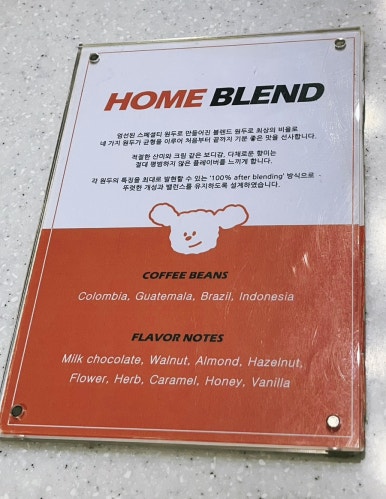 HOME BLEND
엄선된 스페셜티 원두로 만들어진 블렌드 원두로 최상의 비율로
네 가지 원두가 균형을 이루어 처음부터 끝까지 기분 좋은 맛을 선사합니다.
적절한 산미와 크림 같은 보디감, 다채로운 향미는
절대 평범하지 않은 플레이버를 느끼게 합니다.
각 원두의 특징을 최대로 발현할 수 있는 '100% after blending' 방식으로
뚜렷한 개성과 밸런스를 유지하도록 설계하였습니다.
COFFEE BEANS
Colombia, Guatemala, Brazil, Indonesia
FLAVOR NOTES
Milk chocolate, Walnut, Almond, Hazelnut,
Flower, Herb, Caramel, Honey, Vanilla